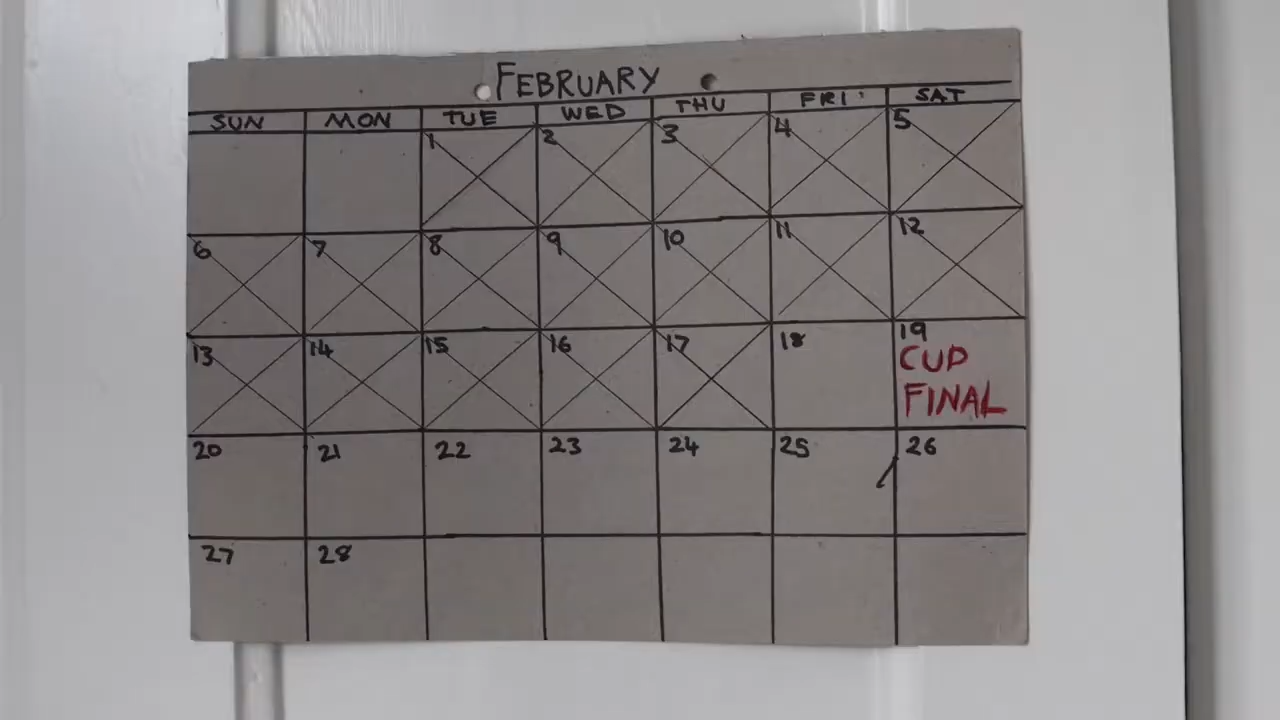 FEBRUARY
SUN MON TUE WED THU FRI SAT
1 2 3 4 5
6 7 8 9 10 11 12
13 14 15 16 17 18 19
CUP
FINAL
20 21 22 23 24 25 26
27 28